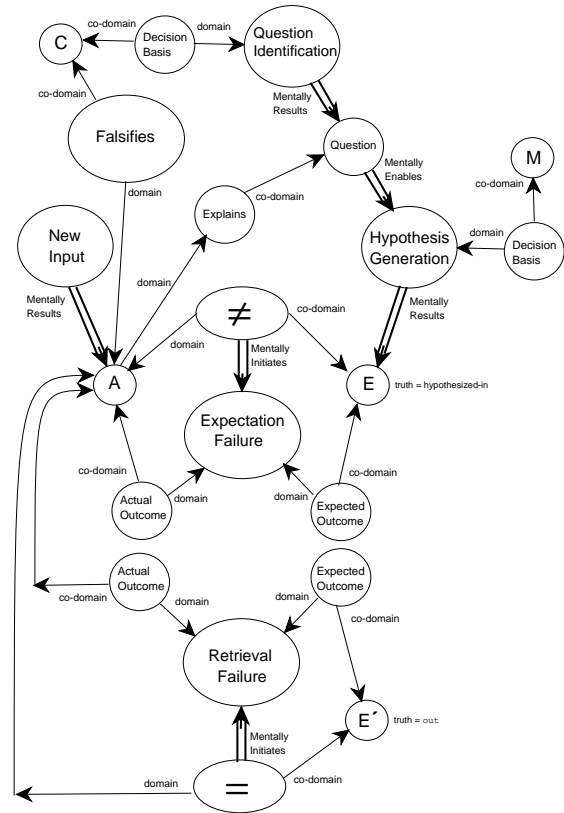 co-domain
domain
C
Decision
Basis
Question
Identification
co-domain
Mentally
Results
Falsifies
Question
Mentally
Enables
M
co-domain
domain
Explains
co-domain
New
Input
Hypothesis
Generation
domain
Decision
Basis
domain
Mentally
Results
Mentally
Results
≠
co-domain
domain
Mentally
Initiates
A
E
truth = hypothesized-in
Expectation
Failure
co-domain
domain
Actual
Outcome
co-domain
domain
Expected
Outcome
Actual
Outcome
co-domain
domain
Expected
Outcome
domain
co-domain
Retrieval
Failure
E´
truth = out
Mentally
Initiates
domain
=
co-domain